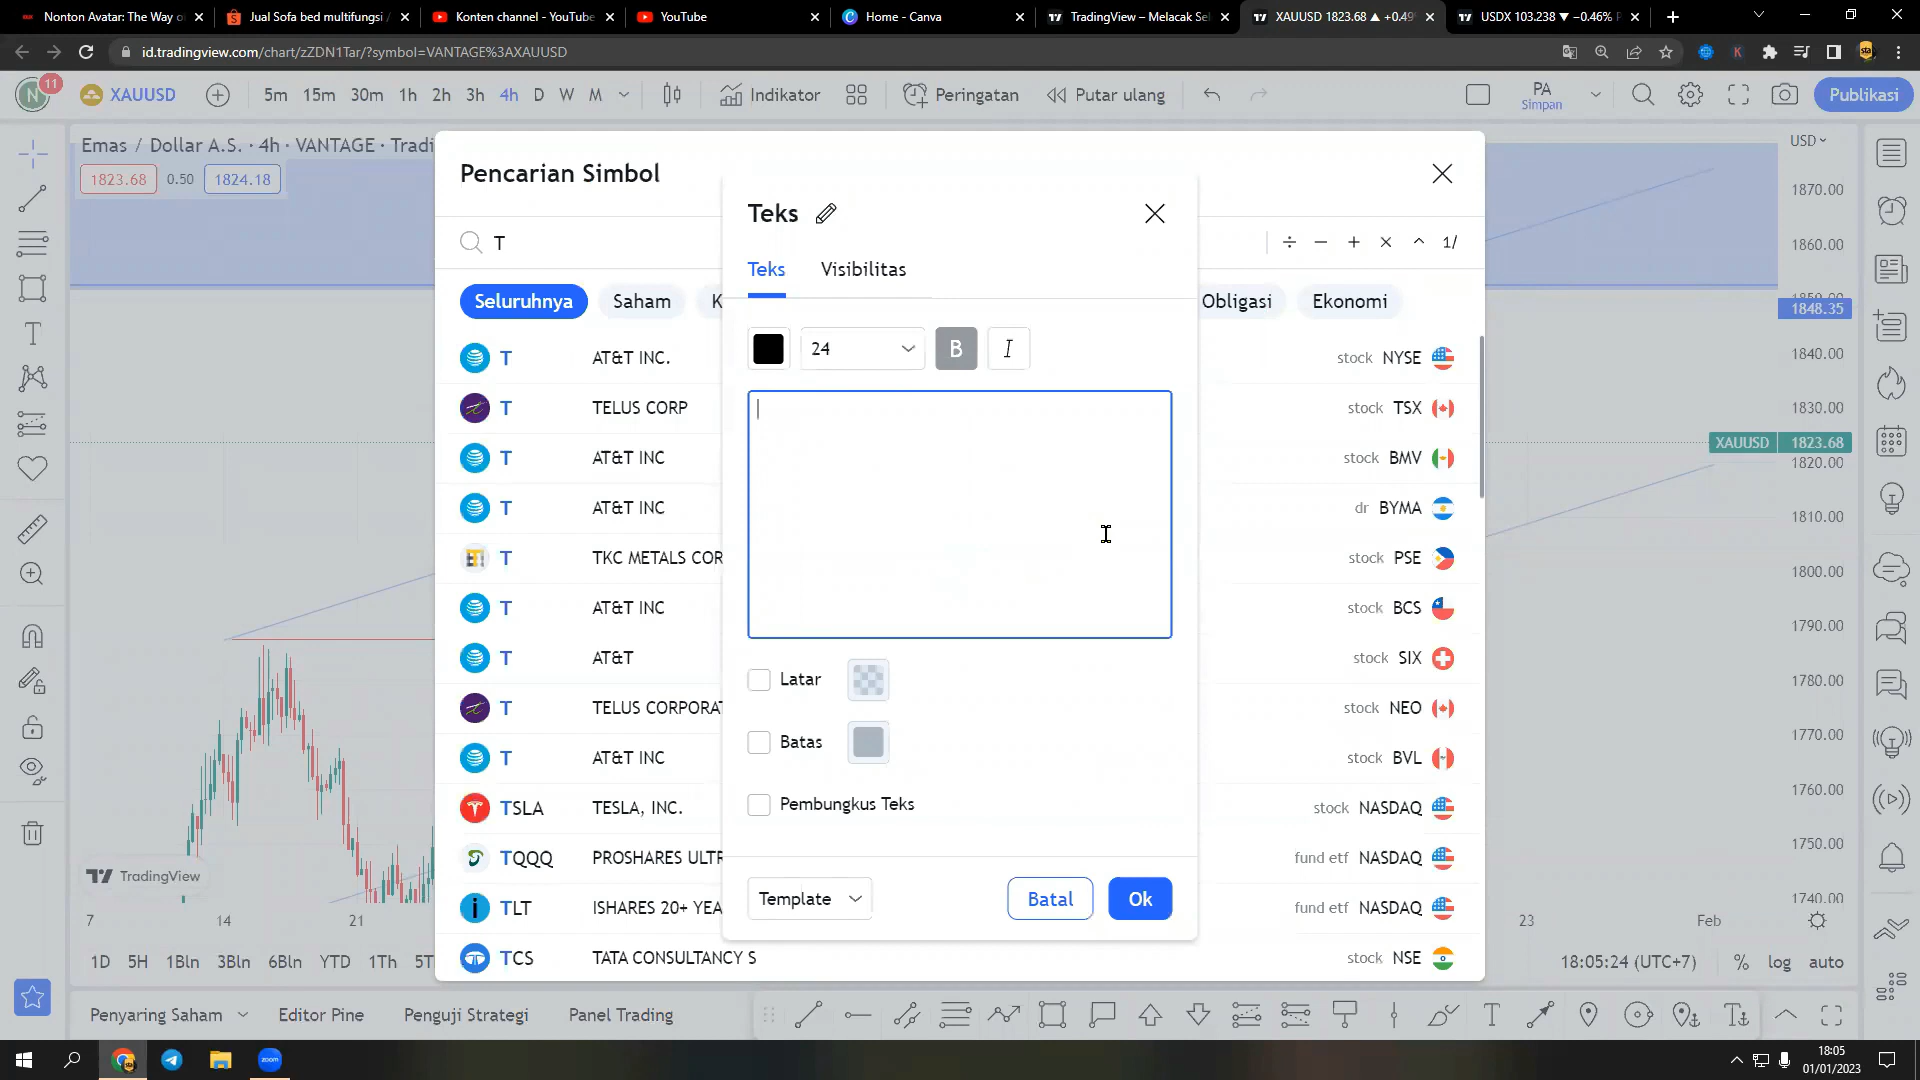 Nonton Avatar: The Way o
Jual Sofa bed multifungsi
Konten channel - YouTube
YouTube
Home - Canva
TradingView – Melacak Se
XAUUSD 1823.68 ▲ +0.49
USDX 103.238 ▼ −0.46%
id.tradingview.com/chart/zZDN1Tar/?symbol=VANTAGE%3AXAUUSD
N 11 XAUUSD 5m 15m 30m 1h 2h 3h 4h D W M Indikator Peringatan Putar ulang PA Simpan Publikasi
Emas / Dollar A.S. · 4h · VANTAGE · Tradi
1823.68 0.50 1824.18
Pencarian Simbol
T
÷ − + × ^ 1/
Seluruhnya Saham K Obligasi Ekonomi
T AT&T INC. stock NYSE
T TELUS CORP stock TSX
T AT&T INC stock BMV
T AT&T INC dr BYMA
T TKC METALS COR stock PSE
T AT&T INC stock BCS
T AT&T stock SIX
T TELUS CORPORAT stock NEO
T AT&T INC stock BVL
TSLA TESLA, INC. stock NASDAQ
TQQQ PROSHARES ULTR fund etf NASDAQ
TLT ISHARES 20+ YEA fund etf NASDAQ
TCS TATA CONSULTANCY S stock NSE
Teks
Teks Visibilitas
24 B I
Latar
Batas
Pembungkus Teks
Template Batal Ok
USD
1870.00
1860.00
1848.35
1840.00
1830.00
XAUUSD 1823.68
1820.00
1810.00
1800.00
1790.00
1780.00
1770.00
1760.00
1750.00
1740.00
TradingView
7 14 21 23 Feb
1D 5H 1Bln 3Bln 6Bln YTD 1Th 5T
18:05:24 (UTC+7) % log auto
Penyaring Saham Editor Pine Penguji Strategi Panel Trading
zoom
18:05
01/01/2023